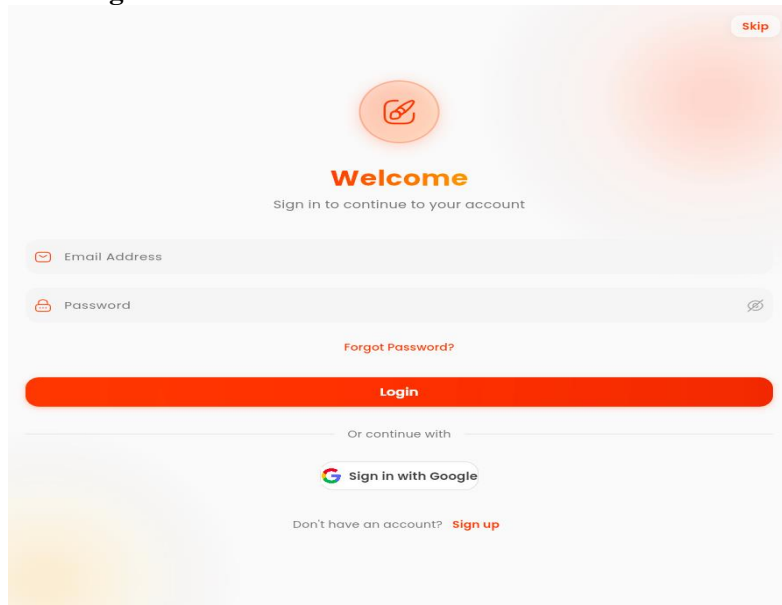 Skip
Welcome
Sign in to continue to your account
Email Address
Password
Forgot Password?
Login
Or continue with
Sign in with Google
Don't have an account? Sign up